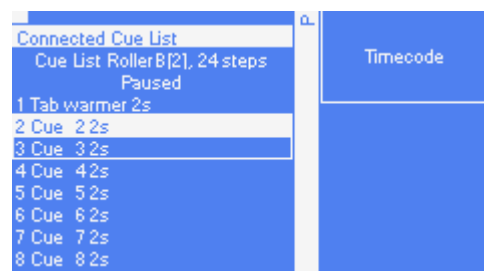 Connected Cue List
Cue List RollerB[2], 24 steps
Paused
1 Tab warmer 2s
2 Cue 2 2s
3 Cue 3 2s
4 Cue 4 2s
5 Cue 5 2s
6 Cue 6 2s
7 Cue 7 2s
8 Cue 8 2s
P
Timecode